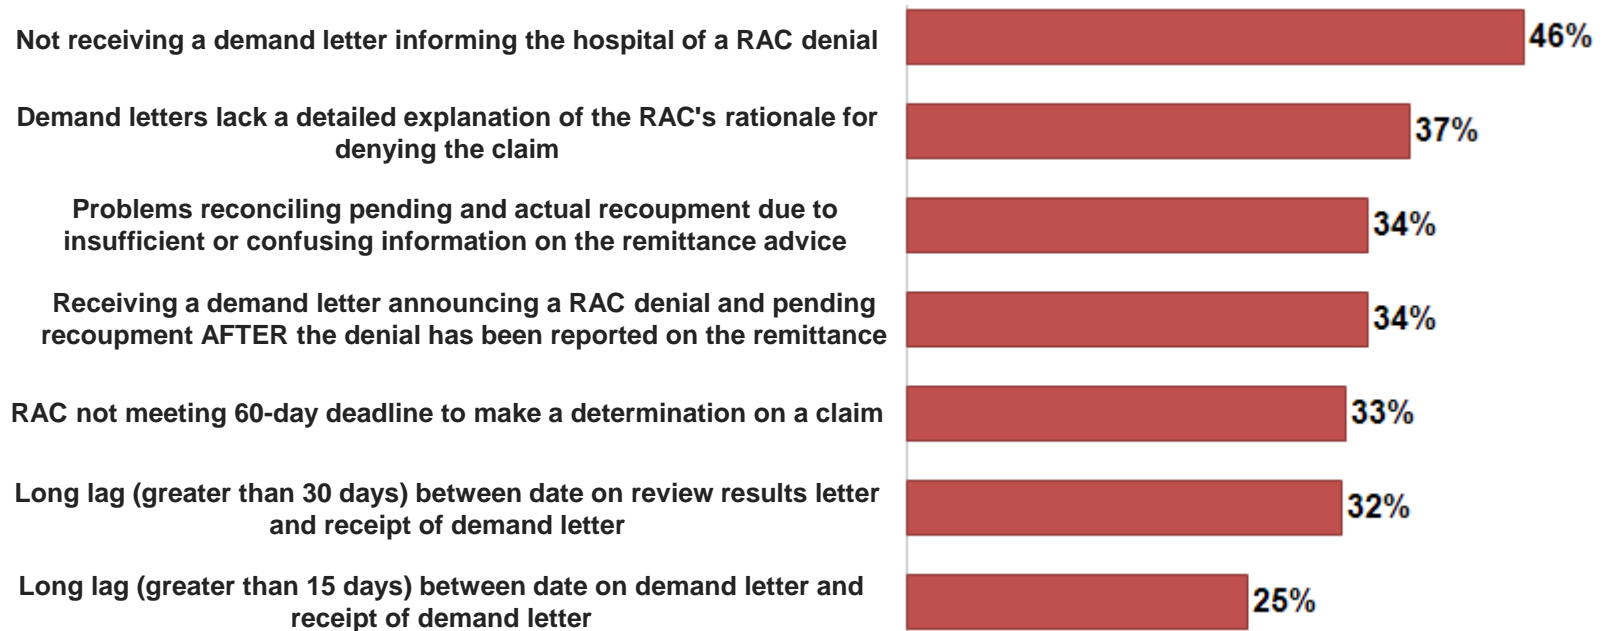 Not receiving a demand letter informing the hospital of a RAC denial
46%
Demand letters lack a detailed explanation of the RAC's rationale for
denying the claim
37%
Problems reconciling pending and actual recoupment due to
insufficient or confusing information on the remittance advice
34%
Receiving a demand letter announcing a RAC denial and pending
recoupment AFTER the denial has been reported on the remittance
34%
RAC not meeting 60-day deadline to make a determination on a claim
33%
Long lag (greater than 30 days) between date on review results letter
and receipt of demand letter
32%
Long lag (greater than 15 days) between date on demand letter and
receipt of demand letter
25%